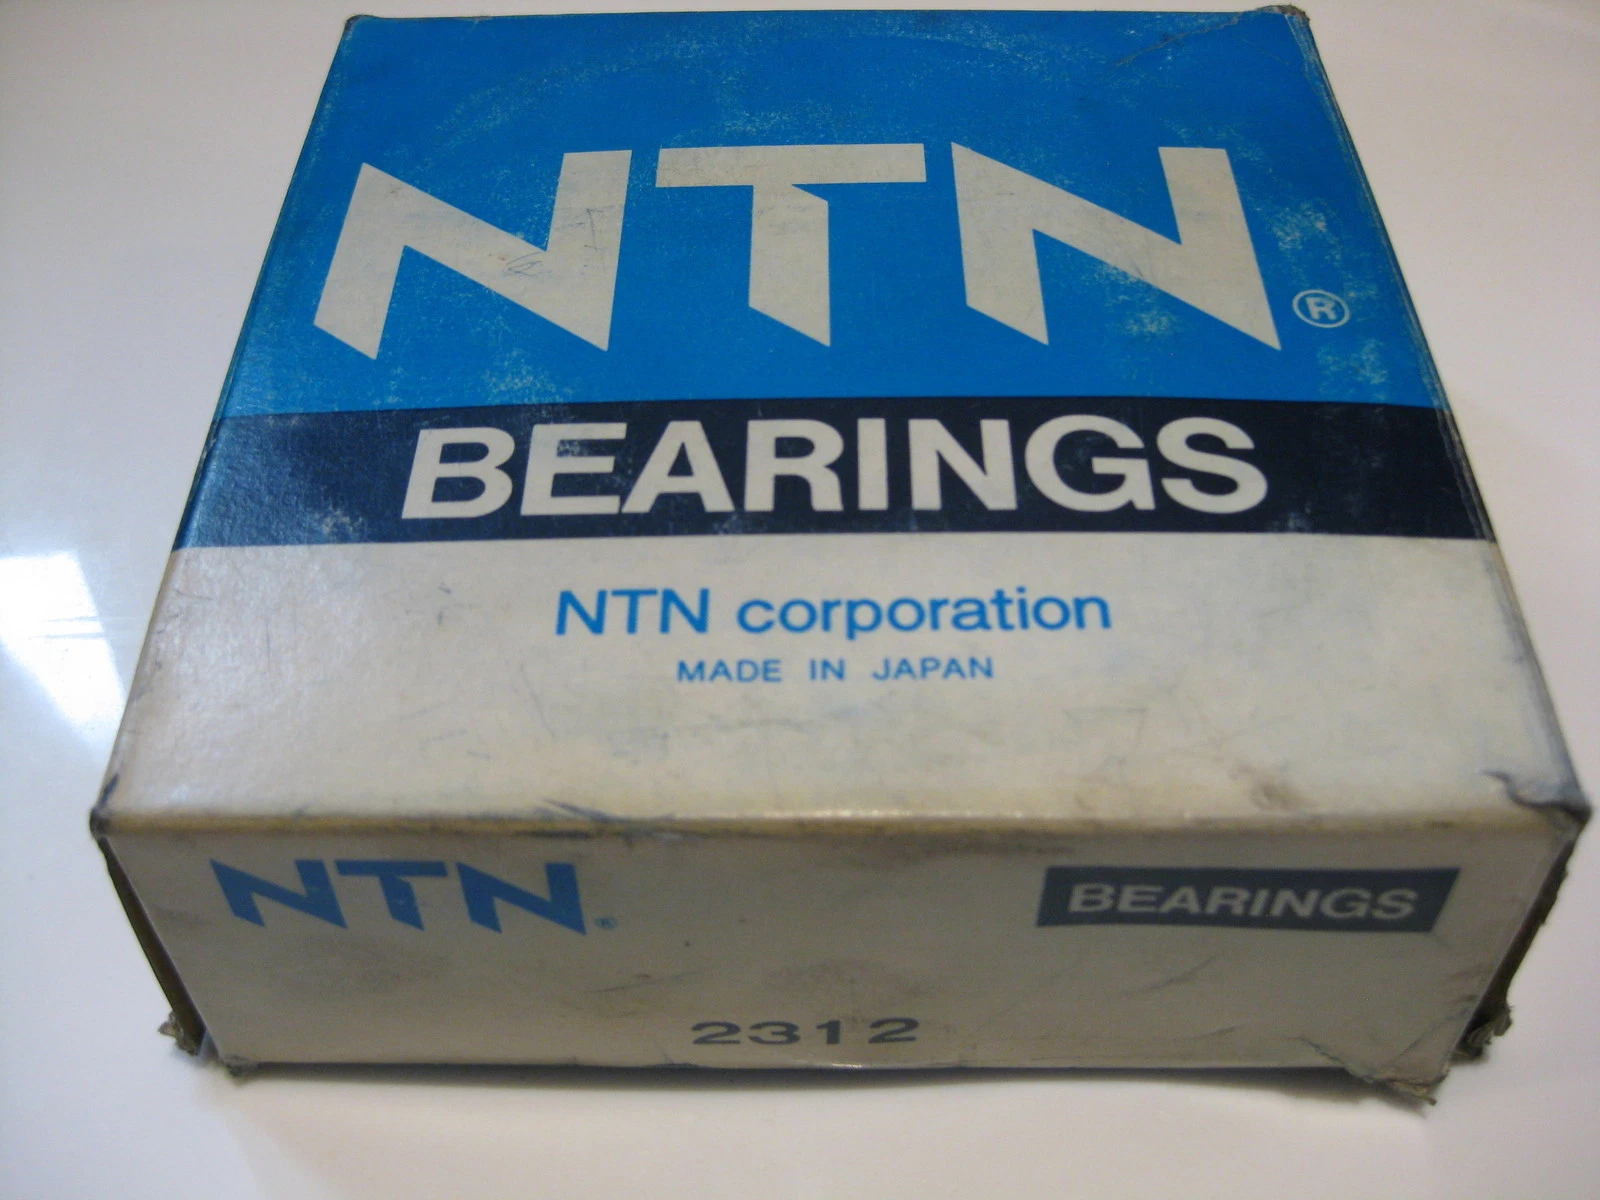 NTN®
BEARINGS
NTN corporation
MADE IN JAPAN
NTN® BEARINGS
2312